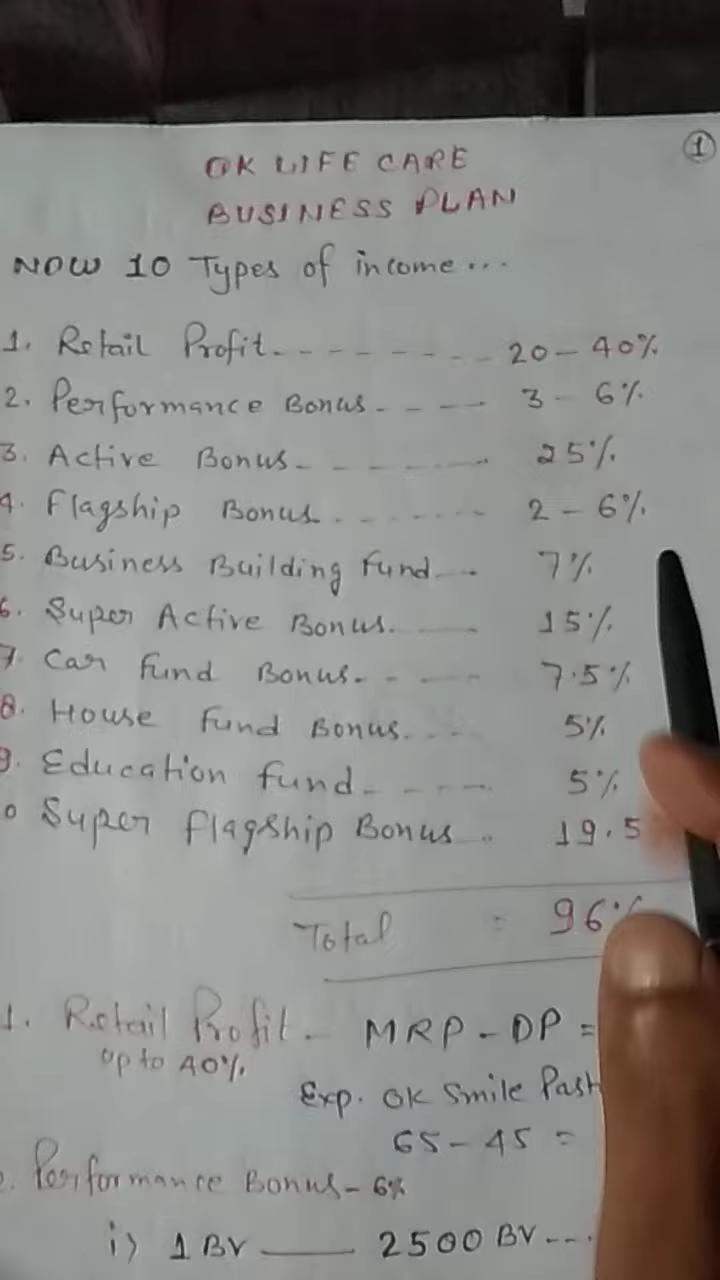 ①
OK LIFE CARE
BUSINESS PLAN
NOW 10 Types of income...
1. Retail Profit.-------- 20 - 40%
2. Performance Bonus.---- 3 - 6%
3. Active Bonus.------- 25%
4. Flagship Bonus.------- 2 - 6%
5. Business Building Fund--- 7%
6. Super Active Bonus.---- 15%
7. Car Fund Bonus.---- 7.5%
8. House Fund Bonus.---- 5%
9. Education Fund.----- 5%
0 Super Flagship Bonus .. 19.5
Total = 96%
1. Retail Profit - MRP - DP =
up to 40%
Exp. OK Smile Past
65 - 45 =
2. Performance Bonus - 6%
i) 1 BV —— 2500 BV ---